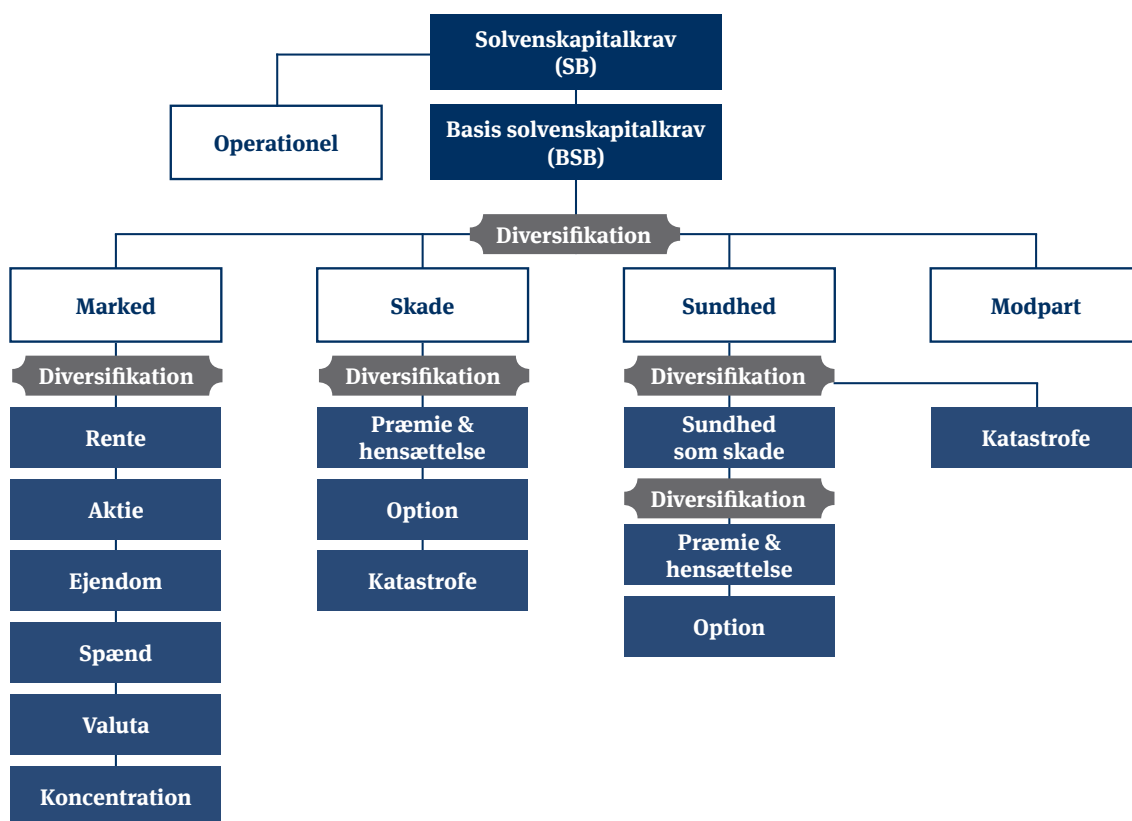 Solvenskapitalkrav
(SB)
Operationel
Basis solvenskapitalkrav
(BSB)
Diversifikation
Marked
Skade
Sundhed
Modpart
Diversifikation
Diversifikation
Diversifikation
Rente
Præmie &
hensættelse
Sundhed
som skade
Katastrofe
Aktie
Option
Diversifikation
Ejendom
Katastrofe
Præmie &
hensættelse
Spænd
Option
Valuta
Koncentration